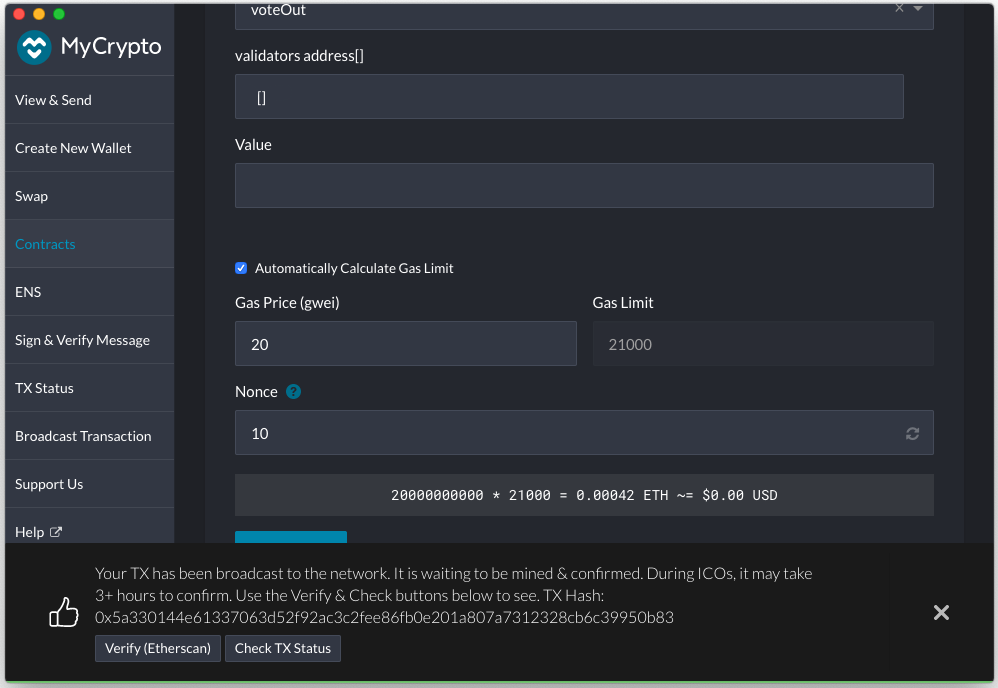 MyCrypto
View & Send
Create New Wallet
Swap
Contracts
ENS
Sign & Verify Message
TX Status
Broadcast Transaction
Support Us
Help
voteOut
validators address[]
[]
Value
Automatically Calculate Gas Limit
Gas Price (gwei)
Gas Limit
20
21000
Nonce ?
10
20000000000 * 21000 = 0.00042 ETH ~= $0.00 USD
Your TX has been broadcast to the network. It is waiting to be mined & confirmed. During ICOs, it may take
3+ hours to confirm. Use the Verify & Check buttons below to see. TX Hash:
0x5a330144e61337063d52f92ac3c2fee86fb0e201a807a7312328cb6c39950b83
Verify (Etherscan)
Check TX Status